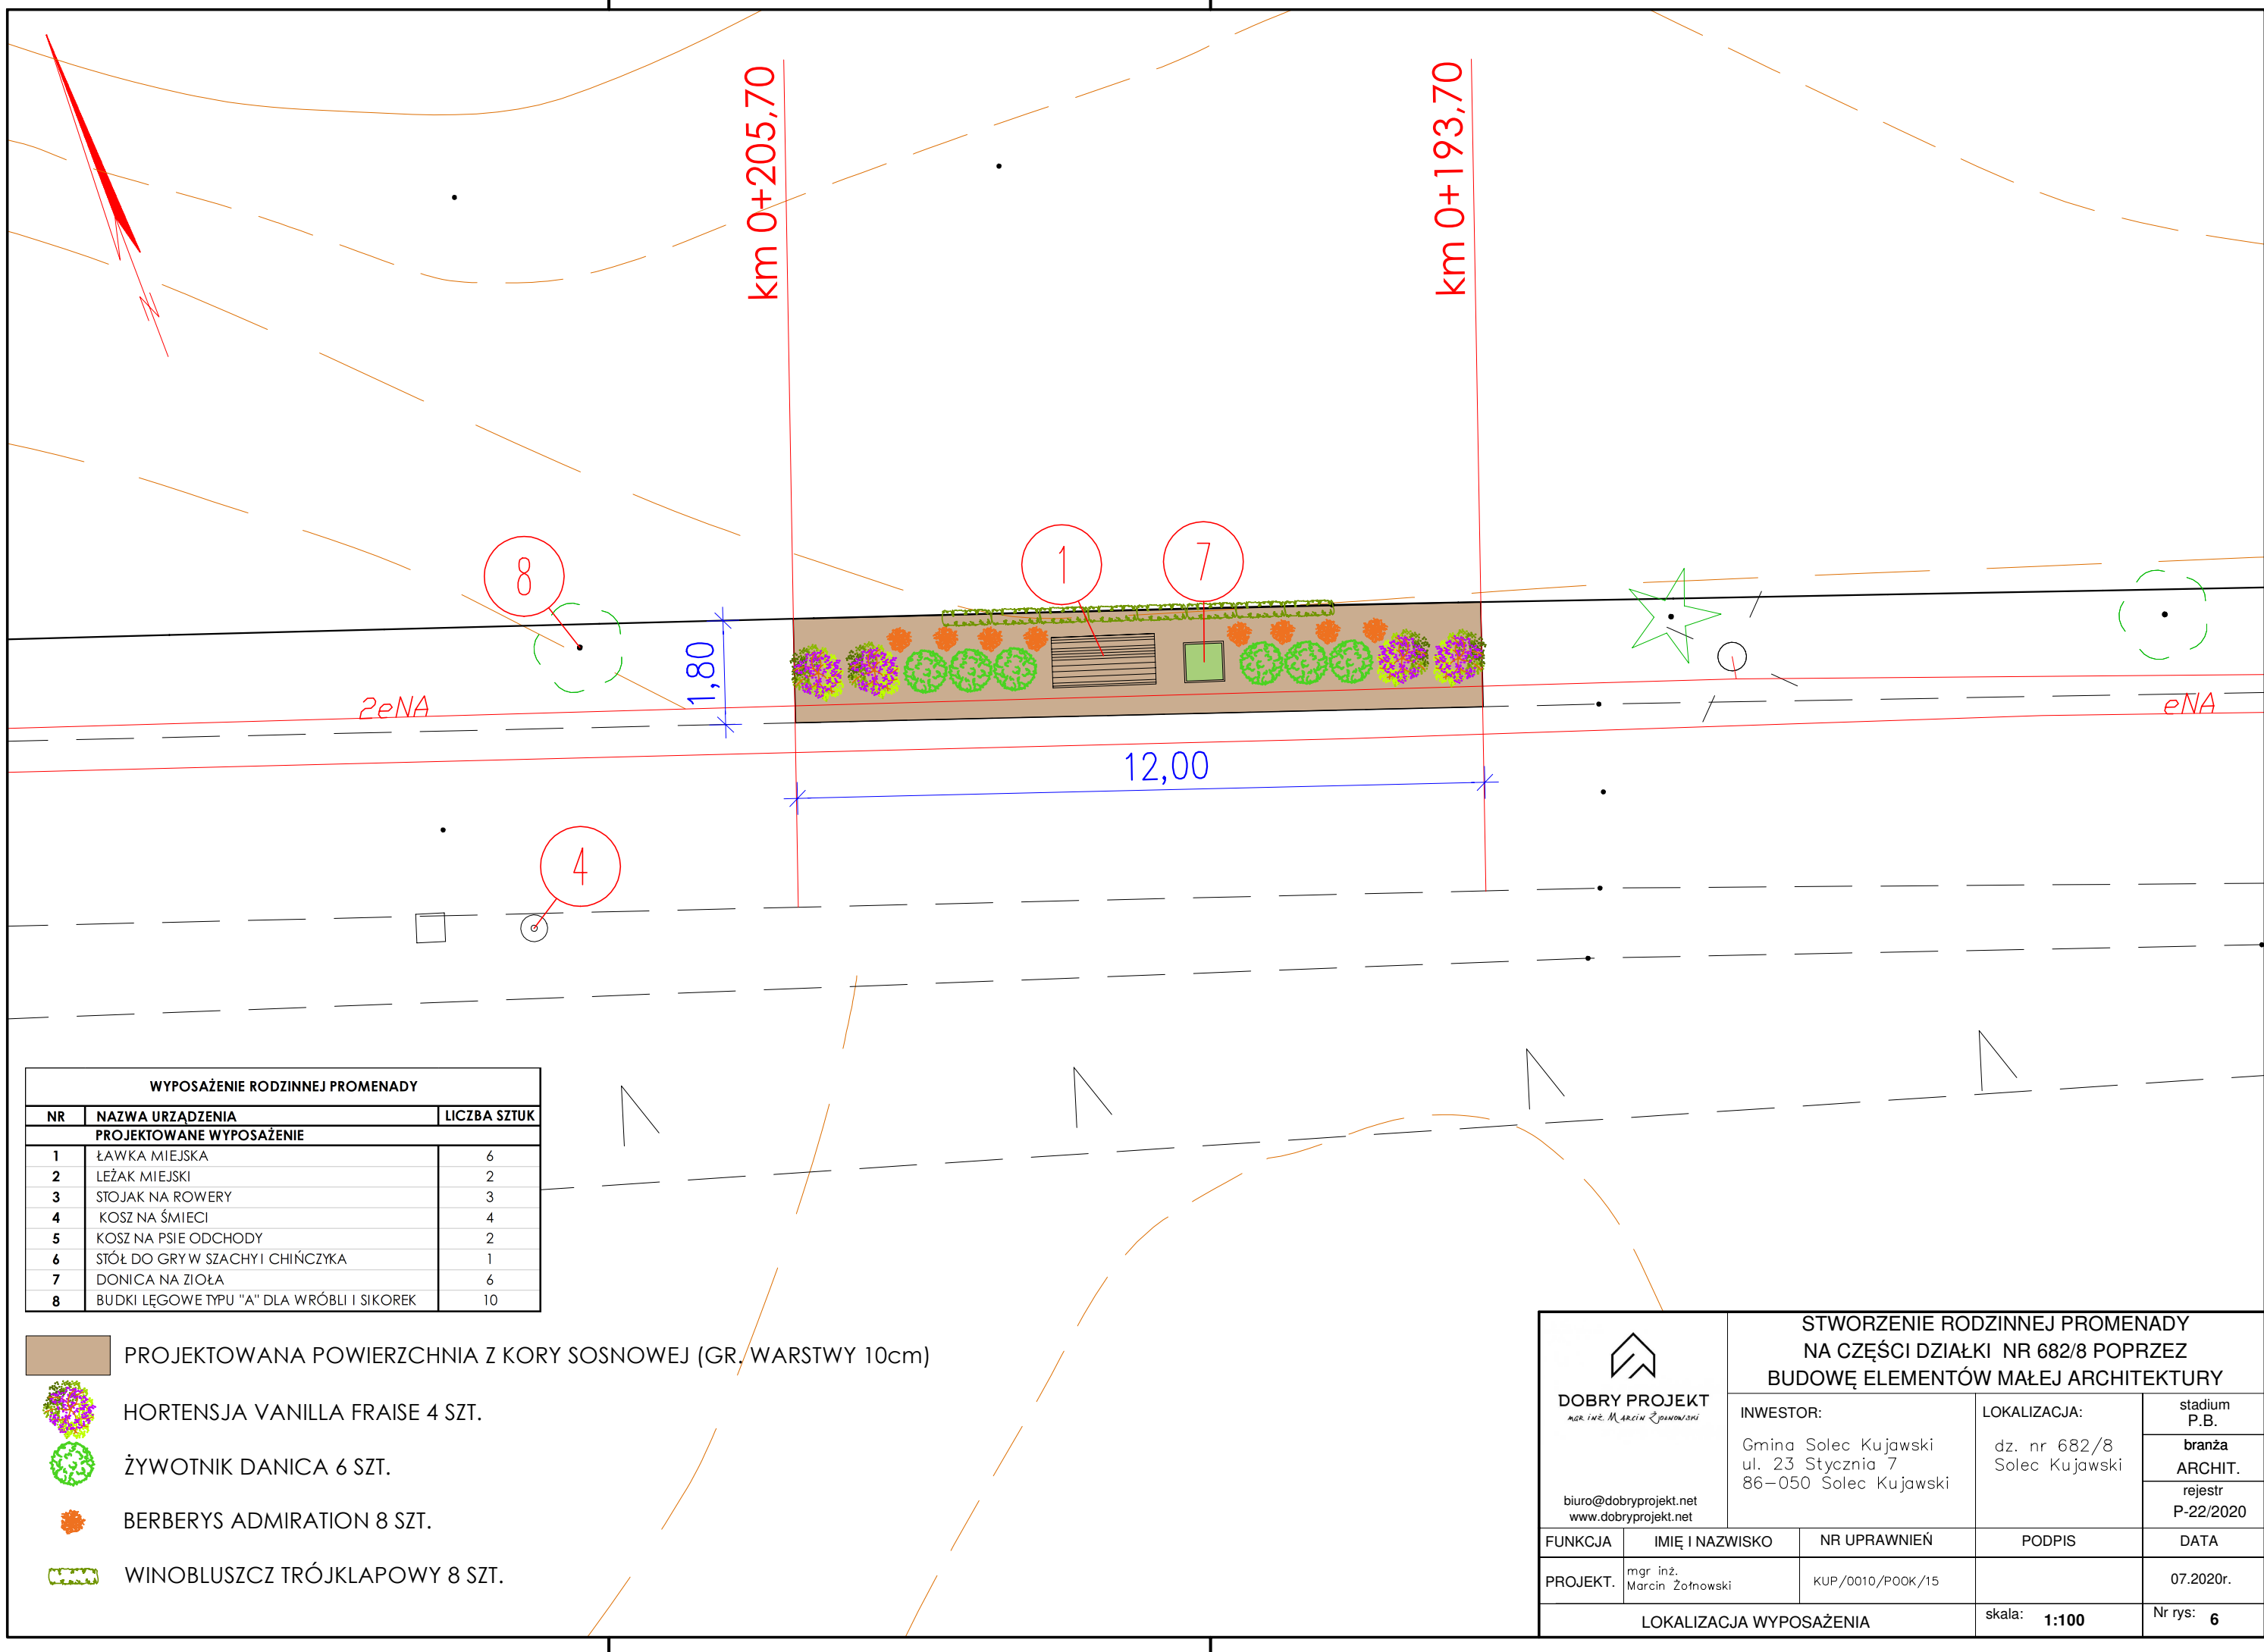 km 0+205,70
km 0+193,70
8
1
7
1,80
2eNA
eNA
12,00
4
WYPOSAŻENIE RODZINNEJ PROMENADY
NR NAZWA URZĄDZENIA LICZBA SZTUK
PROJEKTOWANE WYPOSAŻENIE
1 ŁAWKA MIEJSKA 6
2 LEŻAK MIEJSKI 2
3 STOJAK NA ROWERY 3
4 KOSZ NA ŚMIECI 4
5 KOSZ NA PSIE ODCHODY 2
6 STÓŁ DO GRY W SZACHY I CHIŃCZYKA 1
7 DONICA NA ZIOŁA 6
8 BUDKI LĘGOWE TYPU "A" DLA WRÓBLI I SIKOREK 10
PROJEKTOWANA POWIERZCHNIA Z KORY SOSNOWEJ (GR. WARSTWY 10cm)
HORTENSJA VANILLA FRAISE 4 SZT.
ŻYWOTNIK DANICA 6 SZT.
BERBERYS ADMIRATION 8 SZT.
WINOBLUSZCZ TRÓJKLAPOWY 8 SZT.
STWORZENIE RODZINNEJ PROMENADY
NA CZĘŚCI DZIAŁKI NR 682/8 POPRZEZ
BUDOWĘ ELEMENTÓW MAŁEJ ARCHITEKTURY
DOBRY PROJEKT
mgr inż. Marcin Żołnowski
biuro@dobryprojekt.net
www.dobryprojekt.net
INWESTOR:
Gmina Solec Kujawski
ul. 23 Stycznia 7
86-050 Solec Kujawski
LOKALIZACJA:
dz. nr 682/8
Solec Kujawski
stadium
P.B.
branża
ARCHIT.
rejestr
P-22/2020
FUNKCJA IMIĘ I NAZWISKO NR UPRAWNIEŃ PODPIS DATA
PROJEKT. mgr inż.
Marcin Żołnowski KUP/0010/POOK/15 07.2020r.
LOKALIZACJA WYPOSAŻENIA skala: 1:100 Nr rys: 6